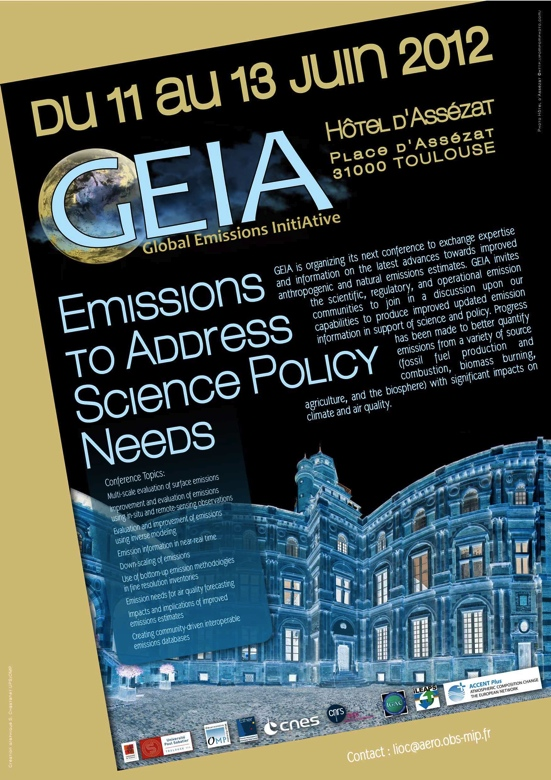 DU 11 AU 13 JUIN 2012
HÔTEL D'ASSÉZAT
PLACE D'ASSÉZAT
31000 TOULOUSE
GEIA
Global Emissions InitiAtive
EMISSIONS
TO ADDRESS
SCIENCE POLICY
NEEDS
GEIA is organizing its next conference to exchange expertise
and information on the latest advances towards improved
anthropogenic and natural emissions estimates. GEIA invites
the scientific, regulatory, and operational emission
communities to join in a discussion upon our
capabilities to produce improved updated emission
information in support of science and policy. Progress
has been made to better quantify
emissions from a variety of source
(fossil fuel production and
combustion, biomass burning,
agriculture, and the biosphere) with significant impacts on
climate and air quality.
Conference Topics:
Multi-scale evaluation of surface emissions
Improvement and evaluation of emissions
using in-situ and remote-sensing observations
Evaluation and improvement of emissions
using inverse modeling
Emission information in near-real time
Down-scaling of emissions
Use of bottom-up emission methodologies
in fine resolution inventories
Emission needs for air quality forecasting
Impacts and implications of improved
emissions estimates
Creating community-driven interoperable
emissions databases
Université
Paul Sabatier
OMP
cnes
cnrs
iLEAPS
ACCENT Plus
ATMOSPHERIC COMPOSITION CHANGE
THE EUROPEAN NETWORK
Contact : lioc@aero.obs-mip.fr